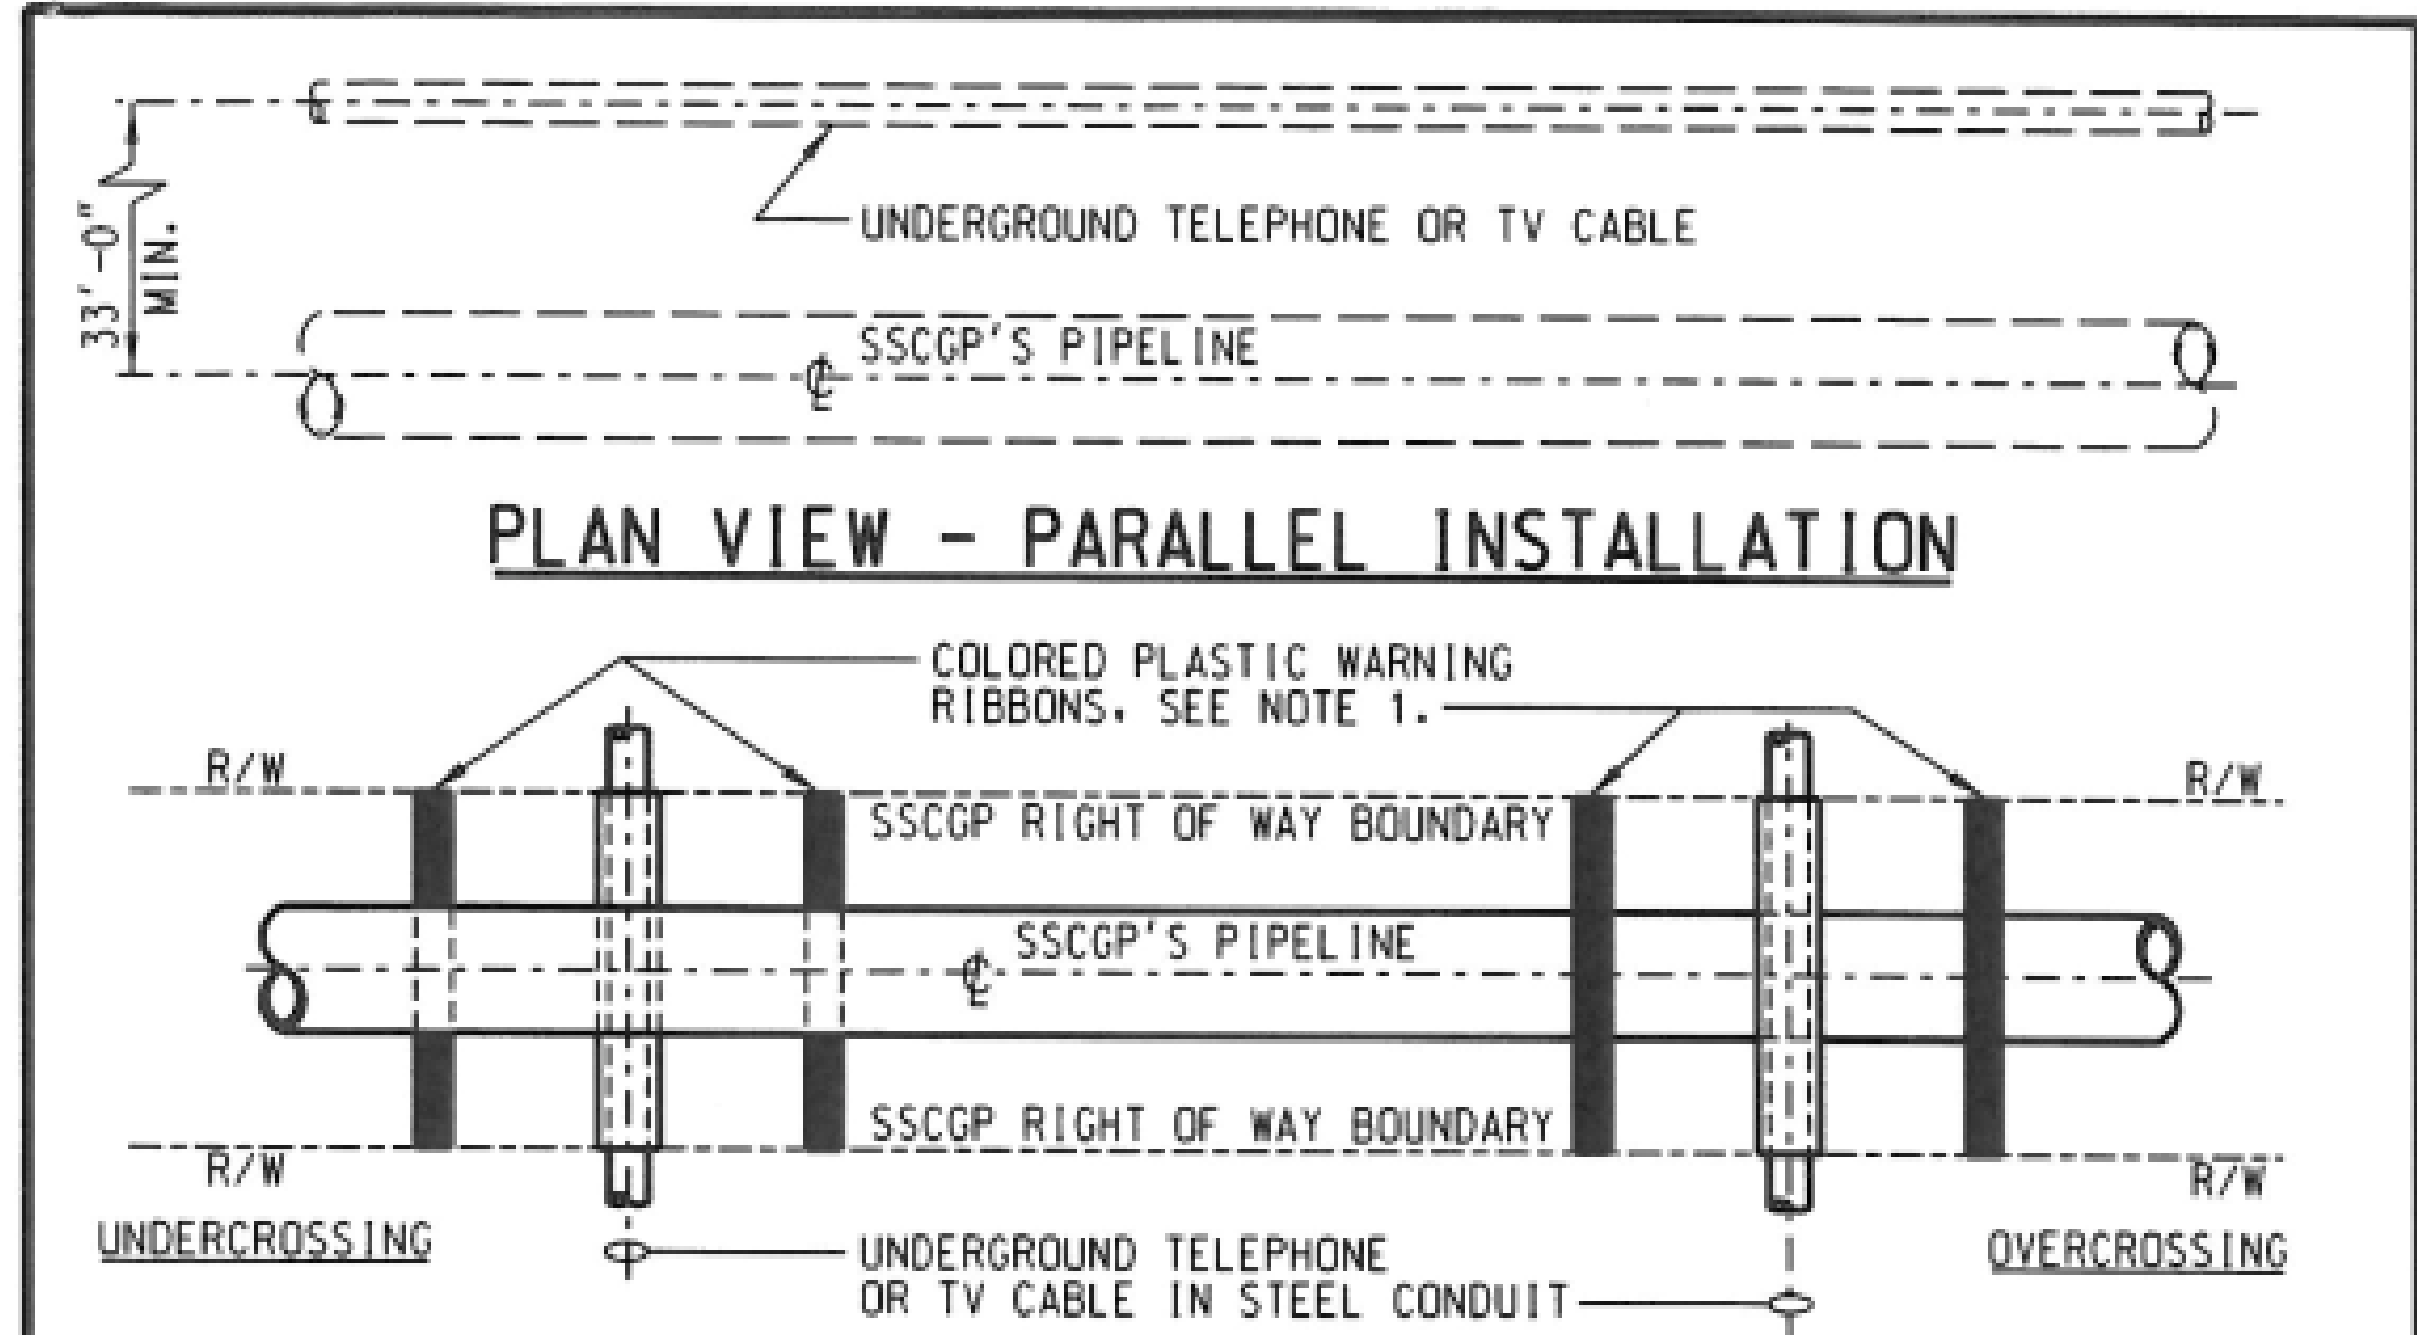 33'-0"
MIN.
UNDERGROUND TELEPHONE OR TV CABLE
SSCGP'S PIPELINE
℄
PLAN VIEW - PARALLEL INSTALLATION
COLORED PLASTIC WARNING
RIBBONS. SEE NOTE 1.
R/W
R/W
SSCGP RIGHT OF WAY BOUNDARY
SSCGP'S PIPELINE
℄
SSCGP RIGHT OF WAY BOUNDARY
R/W
R/W
UNDERCROSSING
UNDERGROUND TELEPHONE
OR TV CABLE IN STEEL CONDUIT
OVERCROSSING